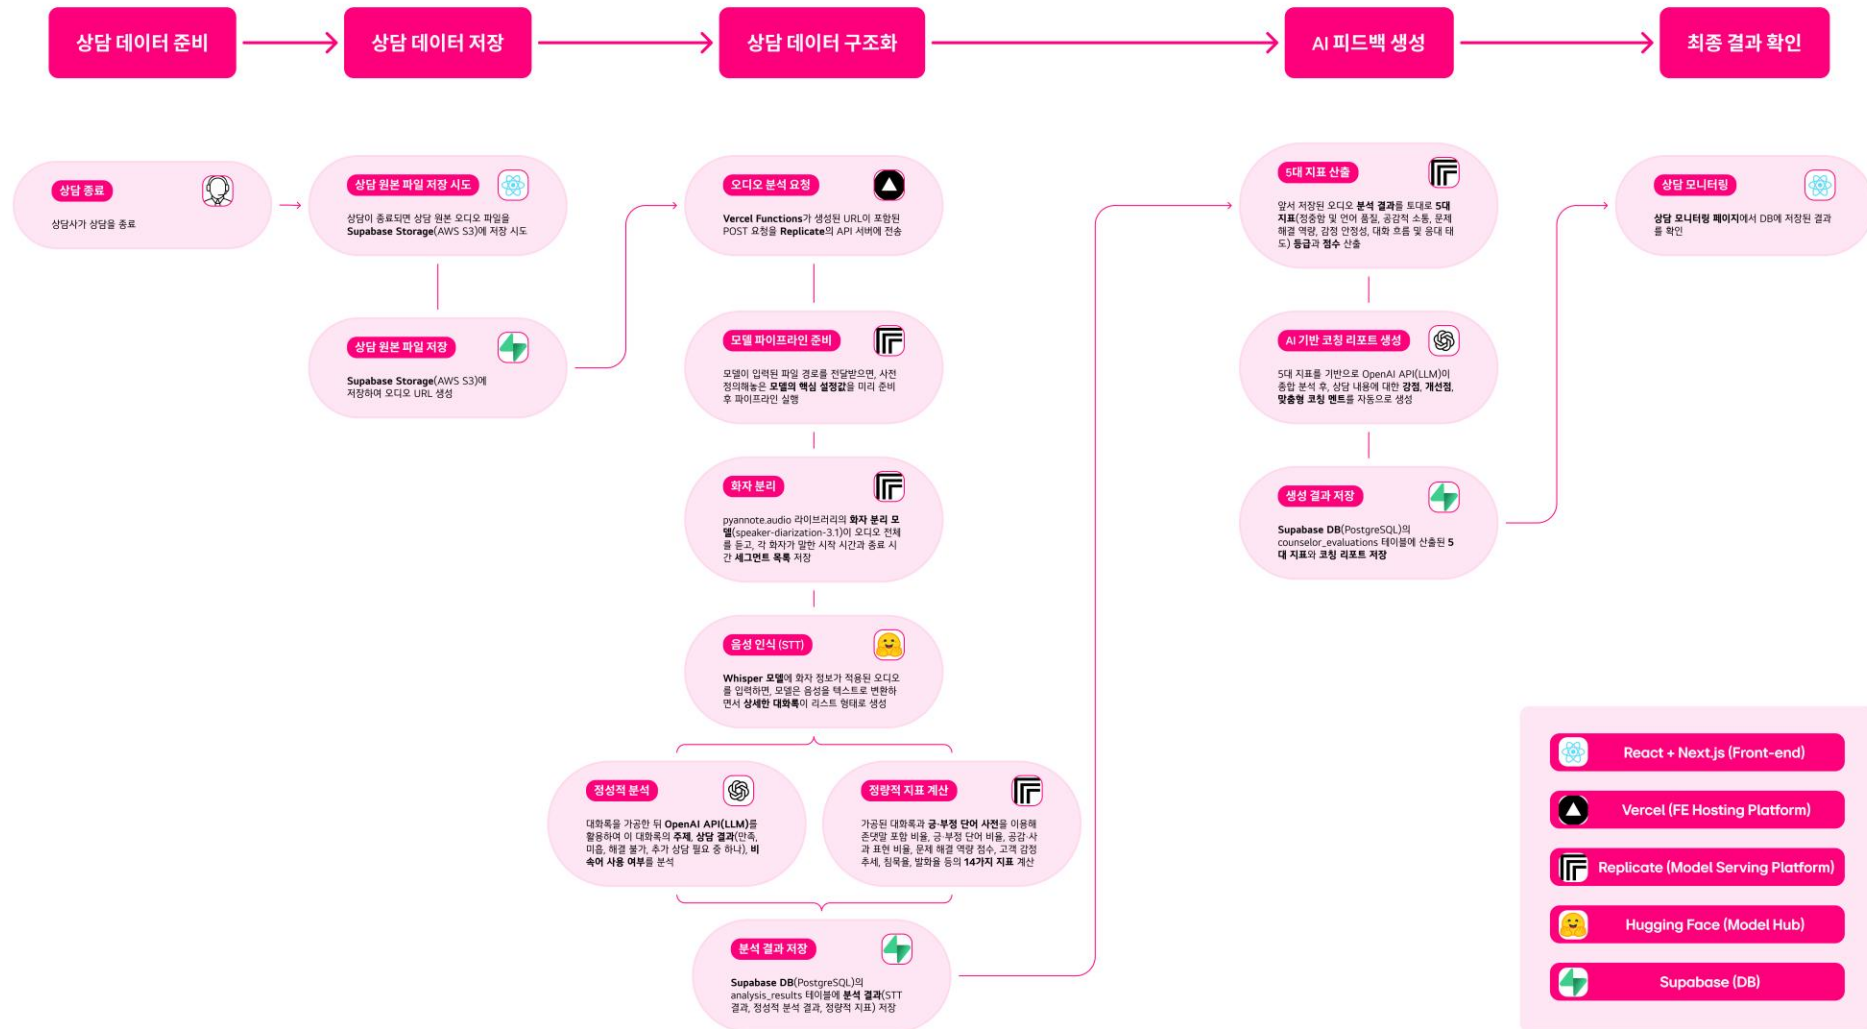 상담 데이터 준비
상담 데이터 저장
상담 데이터 구조화
AI 피드백 생성
최종 결과 확인
상담 종료
상담사가 상담을 종료
상담 원본 파일 저장 시도
상담이 종료되면 상담 원본 오디오 파일을
Supabase Storage(AWS S3)에 저장 시도
상담 원본 파일 저장
Supabase Storage(AWS S3)에
저장하여 오디오 URL 생성
오디오 분석 요청
Vercel Functions가 생성된 URL이 포함된
POST 요청을 Replicate의 API 서버에 전송
모델 파이프라인 준비
모델이 입력된 파일 경로를 전달받으면, 사전
정의해놓은 모델의 핵심 설정값을 미리 준비
후 파이프라인 실행
화자 분리
pyannote.audio 라이브러리의 화자 분리 모
델(speaker-diarization-3.1)이 오디오 전체
를 듣고, 각 화자가 말한 시작 시간과 종료 시
간 세그먼트 목록 저장
음성 인식 (STT)
Whisper 모델에 화자 정보가 적용된 오디오
를 입력하면, 모델은 음성을 텍스트로 변환하
면서 상세한 대화록이 리스트 형태로 생성
정성적 분석
대화록을 가공한 뒤 OpenAI API(LLM)를
활용하여 이 대화록의 주제, 상담 결과(만족,
미흡, 해결 불가, 추가 상담 필요 중 하나), 비
속어 사용 여부를 분석
정량적 지표 계산
가공된 대화록과 긍·부정 단어 사전을 이용해
존댓말 포함 비율, 긍·부정 단어 비율, 공감·사
과 표현 비율, 문제 해결 역량 점수, 고객 감정
추세, 침묵율, 발화율 등의 14가지 지표 계산
분석 결과 저장
Supabase DB(PostgreSQL)의
analysis_results 테이블에 분석 결과(STT
결과, 정성적 분석 결과, 정량적 지표) 저장
5대 지표 산출
앞서 저장된 오디오 분석 결과를 토대로 5대
지표(정중함 및 언어 품질, 공감적 소통, 문제
해결 역량, 감정 안정성, 대화 흐름 및 응대 태
도) 등급과 점수 산출
AI 기반 코칭 리포트 생성
5대 지표를 기반으로 OpenAI API(LLM)이
종합 분석 후, 상담 내용에 대한 강점, 개선점,
맞춤형 코칭 멘트를 자동으로 생성
생성 결과 저장
Supabase DB(PostgreSQL)의
counselor_evaluations 테이블에 산출된 5
대 지표와 코칭 리포트 저장
상담 모니터링
상담 모니터링 페이지에서 DB에 저장된 결과
를 확인
React + Next.js (Front-end)
Vercel (FE Hosting Platform)
Replicate (Model Serving Platform)
Hugging Face (Model Hub)
Supabase (DB)